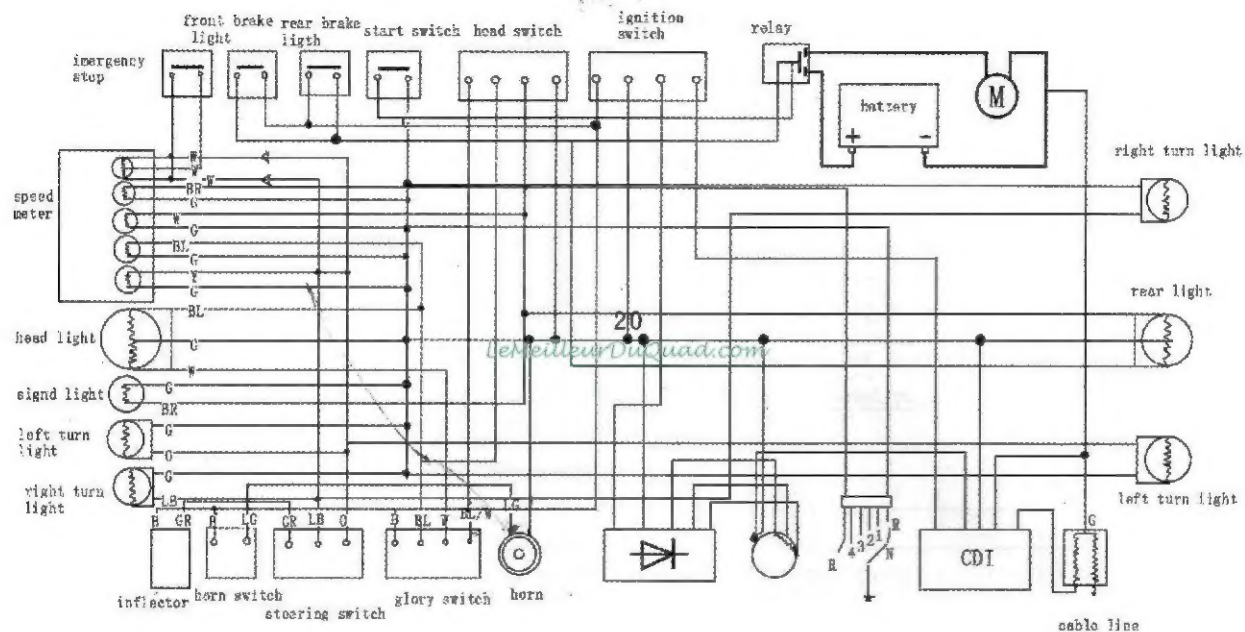 front brake
light
rear brake
ligth
start switch
head switch
ignition
switch
relay
imergency
stop
battery
+ -
M
right turn light
speed
meter
W
W
W
BR
G
W
G
BL
G
G
rear light
BL
20
LeMeilleurDuQuad.com
head light
G
W
signd light
G
BR
left turn
light
G
O
right turn
light
G
LB
left turn light
B GR B LG GR LB O B BL W BL/W LG
R 4 3 2 1 R
N
G
CDI
inflector
horn switch
steering switch
glory switch
horn
cable line